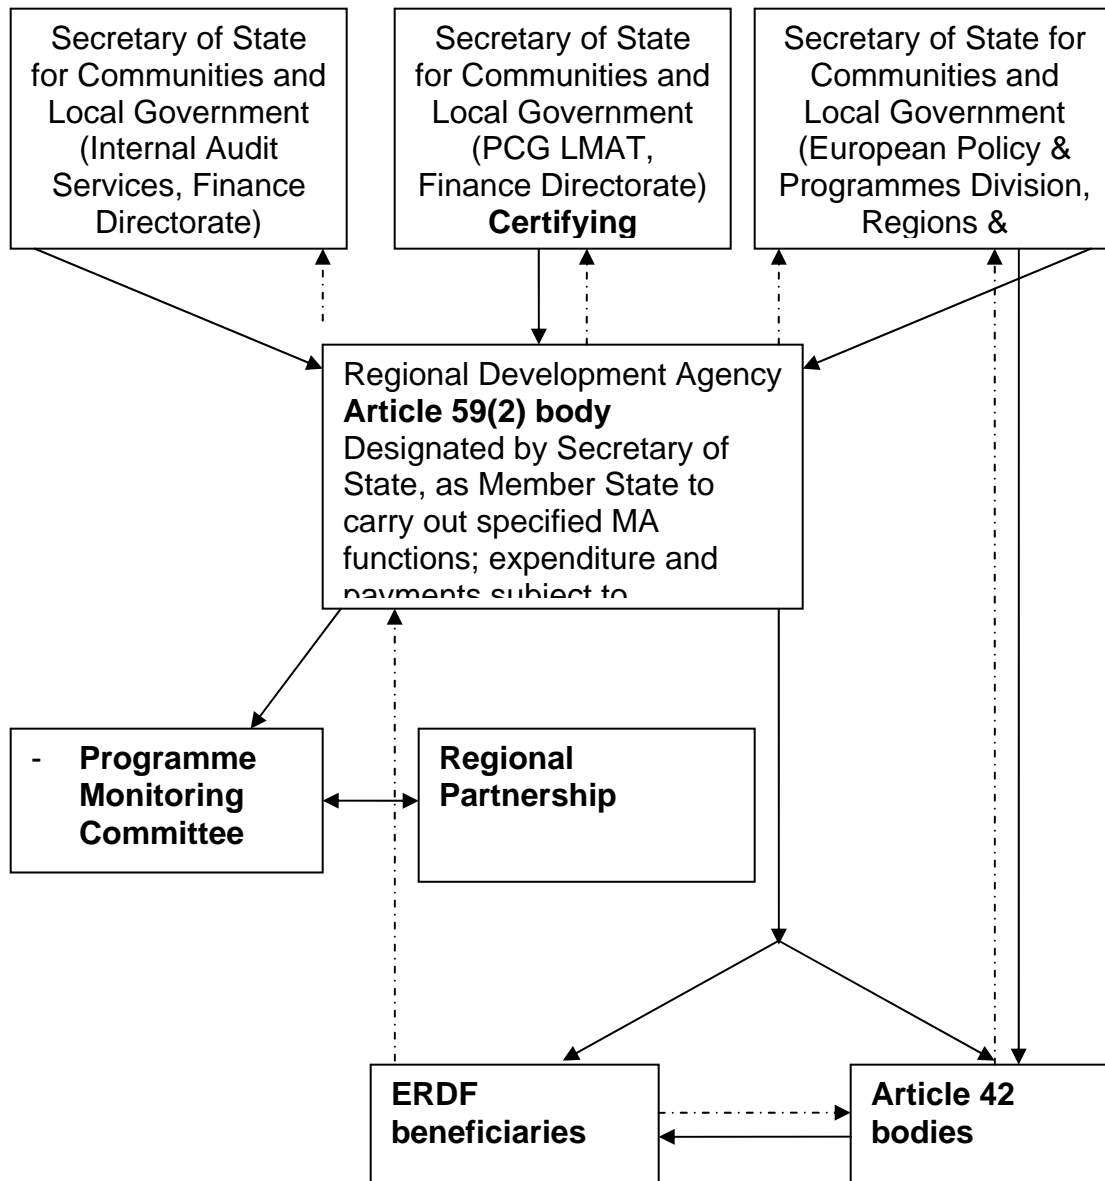 Secretary of State
for Communities and
Local Government
(Internal Audit
Services, Finance
Directorate)
Secretary of State
for Communities and
Local Government
(PCG LMAT,
Finance Directorate)
Certifying
Secretary of State for
Communities and
Local Government
(European Policy &
Programmes Division,
Regions &
Regional Development Agency
Article 59(2) body
Designated by Secretary of
State, as Member State to
carry out specified MA
functions; expenditure and
payments subject to
- Programme
Monitoring
Committee
Regional
Partnership
ERDF
beneficiaries
Article 42
bodies